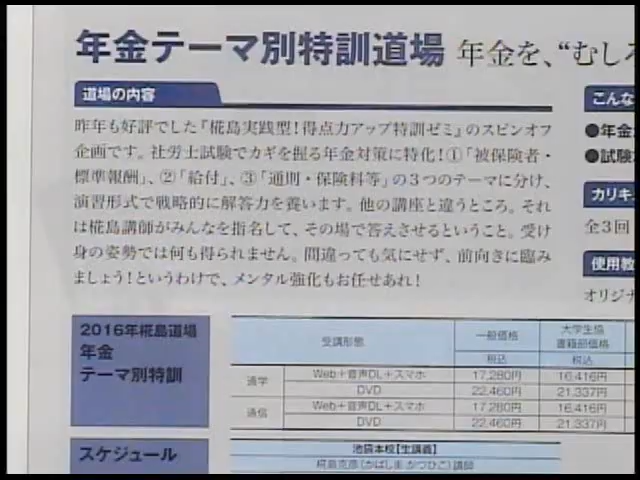 年金テーマ別特訓道場 年金を、“むしろ
道場の内容
昨年も好評でした『椛島実践型!得点力アップ特訓ゼミ』のスピンオフ
企画です。社労士試験でカギを握る年金対策に特化!①「被保険者・
標準報酬」、②「給付」、③「通則・保険料等」の3つのテーマに分け、
演習形式で戦略的に解答力を養います。他の講座と違うところ。それ
は椛島講師がみんなを指名して、その場で答えさせるということ。受け
身の姿勢では何も得られません。間違っても気にせず、前向きに臨み
ましょう!というわけで、メンタル強化もお任せあれ!
こんな
●年金
●試験
カリキ
全3回
使用教
オリジナ
2016年椛島道場
年金
テーマ別特訓
受講形態 一般価格 大学生協書籍部価格
税込 税込
通学 Web+音声DL+スマホ 17,280円 16,416円
DVD 22,460円 21,337円
通信 Web+音声DL+スマホ 17,280円 16,416円
DVD 22,460円 21,337円
スケジュール
池袋本校【生講義】
椛島克彦(かばしま かつひこ)講師